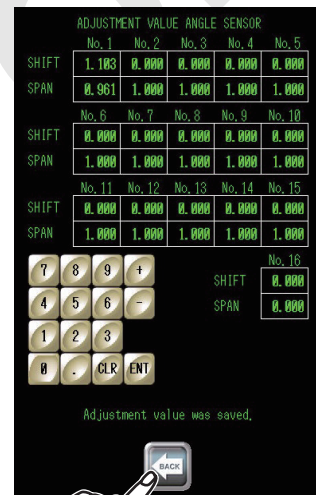 ADJUSTMENT VALUE ANGLE SENSOR
No. 1 No. 2 No. 3 No. 4 No. 5
SHIFT 1.103 0.000 0.000 0.000 0.000
SPAN 0.961 1.000 1.000 1.000 1.000
No. 6 No. 7 No. 8 No. 9 No. 10
SHIFT 0.000 0.000 0.000 0.000 0.000
SPAN 1.000 1.000 1.000 1.000 1.000
No. 11 No. 12 No. 13 No. 14 No. 15
SHIFT 0.000 0.000 0.000 0.000 0.000
SPAN 1.000 1.000 1.000 1.000 1.000
No. 16
SHIFT 0.000
SPAN 0.000
7 8 9 +
4 5 6 -
1 2 3
0 . CLR ENT
Adjustment value was saved.
BACK